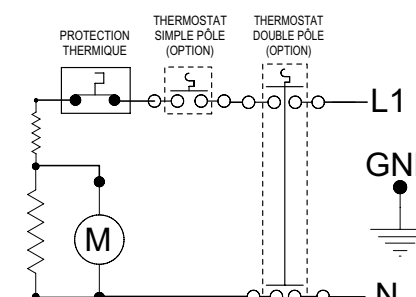 PROTECTION
THERMIQUE
THERMOSTAT
SIMPLE PÔLE
(OPTION)
THERMOSTAT
DOUBLE PÔLE
(OPTION)
L1
GN
M
N